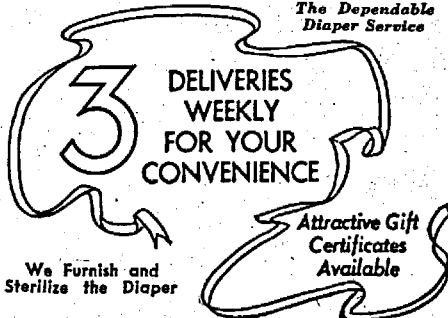 The Dependable
Diaper Service
3
DELIVERIES
WEEKLY
FOR YOUR
CONVENIENCE
Attractive Gift
Certificates
Available
We Furnish and
Sterilize the Diaper